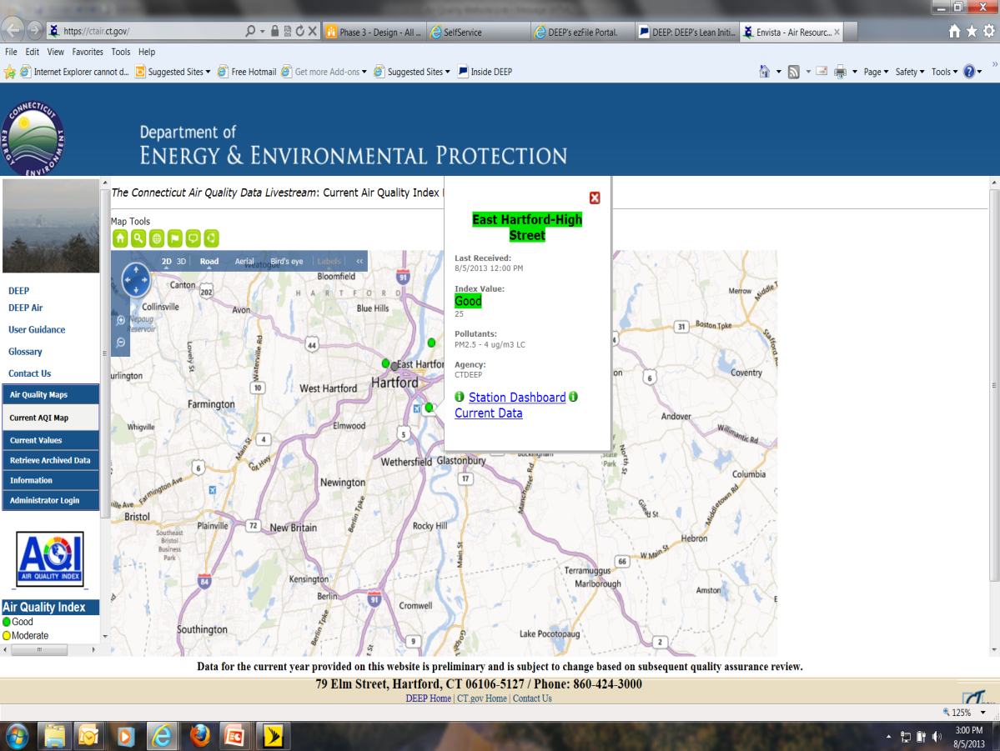 https://ctair.ct.gov/
Phase 3 - Design - All ...
SelfService
DEEP's ezFile Portal.
DEEP: DEEP's Lean Initi...
Envista - Air Resourc...
File Edit View Favorites Tools Help
Internet Explorer cannot d...
Suggested Sites
Free Hotmail
Get more Add-ons
Suggested Sites
Inside DEEP
Page
Safety
Tools
CONNECTICUT
ENERGY
ENVIRONMENT
Department of
ENERGY & ENVIRONMENTAL PROTECTION
DEEP
DEEP Air
User Guidance
Glossary
Contact Us
Air Quality Maps
Current AQI Map
Current Values
Retrieve Archived Data
Information
Administrator Login
AQI
AIR QUALITY INDEX
Air Quality Index
Good
Moderate
The Connecticut Air Quality Data Livestream: Current Air Quality Index
Map Tools
2D 3D Road Aerial Bird's eye Labels «
East Hartford-High
Street
Last Received:
8/5/2013 12:00 PM
Index Value:
Good
25
Pollutants:
PM2.5 - 4 ug/m3 LC
Agency:
CTDEEP
Station Dashboard
Current Data
Weatogue
Bloomfield
91
Canton
202
HARTFORD
Collinsville
Avon
Blue Hills
Nepaug
Reservoir
Merrow
Middle T
31
Boston Tpke
Stafford Rd
44
Lovely St
Waterville Rd
4
East Hartfor
Hartford
on
6
Coventry
urlington
10
West Hartford
Farmington
Andover
Whigville
Elmwood
5
Willimantic Rd
Main St
4
6
Col Hwy
Wethersfield
Glastonbury
Buckingham
State
Park
North St
Columbia
Farmington Ave
Newington
17
Manchester Rd
ille Ave
Bristol
Berlin Tpke
Gilead St
Middletown Rd
Plainville
72
New Britain
Rocky Hill
Southeast
Bristol
Business
Park
Hebron
Main St
W Main St
66
84
Terramuggus
Marlborough
Kensington
Amston
Berlin
91
Cromwell
Southington
Berlin Tpke
Lake Pocotopaug
9
2
Data for the current year provided on this website is preliminary and is subject to change based on subsequent quality assurance review.
79 Elm Street, Hartford, CT 06106-5127 / Phone: 860-424-3000
DEEP Home | CT.gov Home | Contact Us
125%
3:00 PM
8/5/2013